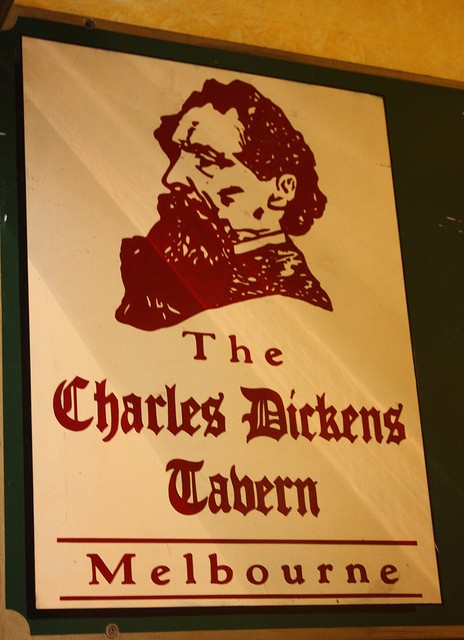 The
Charles Dickens
Tavern
Melbourne